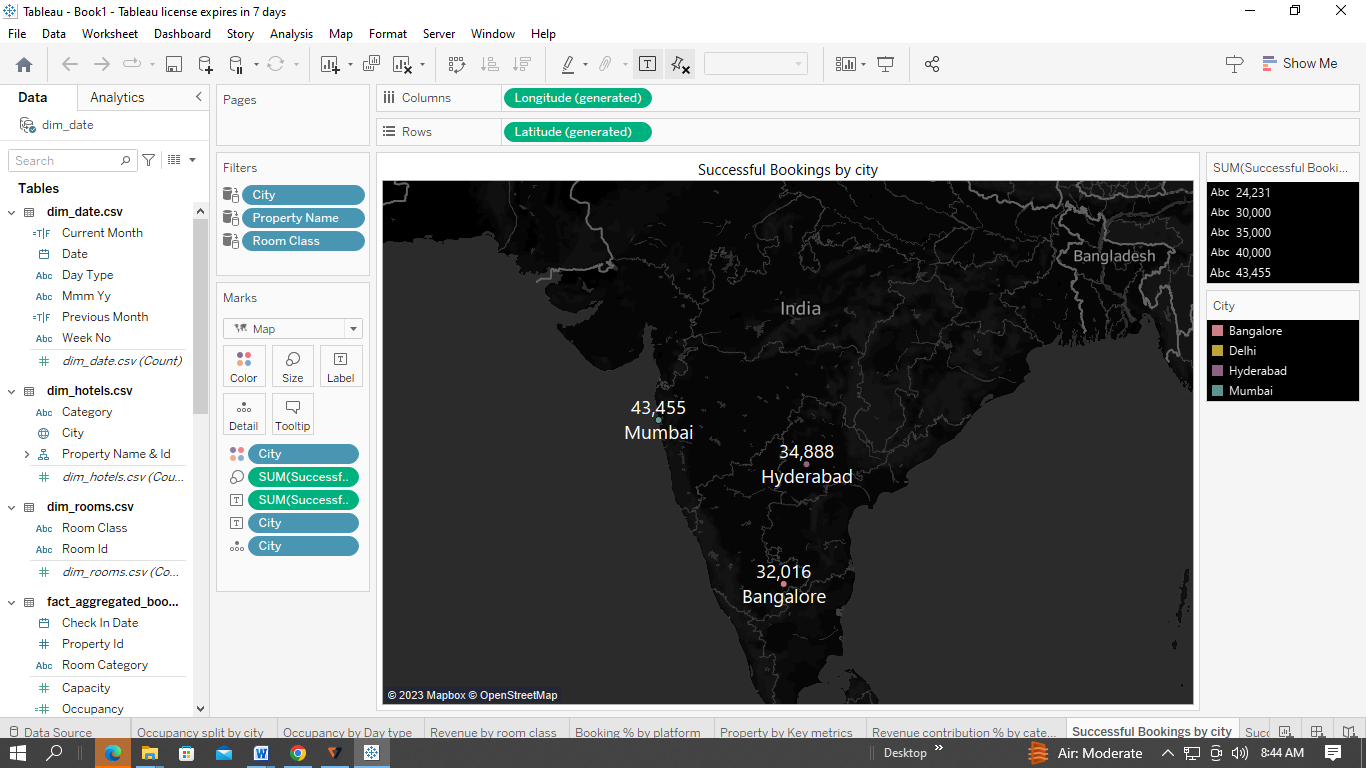 Tableau - Book1 - Tableau license expires in 7 days
File Data Worksheet Dashboard Story Analysis Map Format Server Window Help
Show Me
Data Analytics
dim_date
Search
Tables
dim_date.csv
=T|F Current Month
Date
Abc Day Type
Abc Mmm Yy
=T|F Previous Month
Abc Week No
# dim_date.csv (Count)
dim_hotels.csv
Abc Category
City
Property Name & Id
# dim_hotels.csv (Cou...
dim_rooms.csv
Abc Room Class
Abc Room Id
# dim_rooms.csv (Co...
fact_aggregated_boo...
Check In Date
# Property Id
Abc Room Category
# Capacity
=# Occupancy
Pages
Filters
City
Property Name
Room Class
Marks
Map
Color Size T Label
Detail Tooltip
City
SUM(Successf..
T SUM(Successf..
T City
City
Columns Longitude (generated)
Rows Latitude (generated)
Successful Bookings by city
India
Bangladesh
43,455
Mumbai
34,888
Hyderabad
32,016
Bangalore
© 2023 Mapbox © OpenStreetMap
SUM(Successful Booki...
Abc 24,231
Abc 30,000
Abc 35,000
Abc 40,000
Abc 43,455
City
Bangalore
Delhi
Hyderabad
Mumbai
Data Source Occupancy split by city Occupancy by Day type Revenue by room class Booking % by platform Property by Key metrics Revenue contribution % by cate... Successful Bookings by city Succ
Desktop » Air: Moderate 8:44 AM